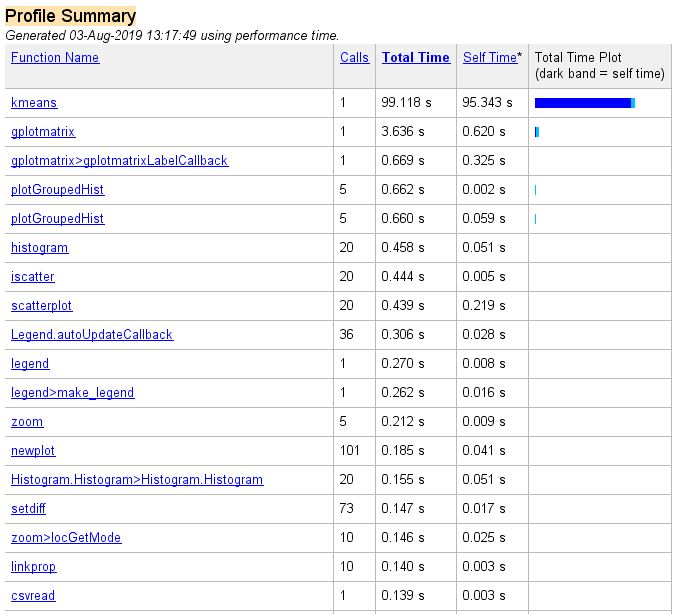 Profile Summary
Generated 03-Aug-2019 13:17:49 using performance time.
Function Name Calls Total Time Self Time* Total Time Plot
(dark band = self time)
kmeans 1 99.118 s 95.343 s
gplotmatrix 1 3.636 s 0.620 s
gplotmatrix>gplotmatrixLabelCallback 1 0.669 s 0.325 s
plotGroupedHist 5 0.662 s 0.002 s
plotGroupedHist 5 0.660 s 0.059 s
histogram 20 0.458 s 0.051 s
iscatter 20 0.444 s 0.005 s
scatterplot 20 0.439 s 0.219 s
Legend.autoUpdateCallback 36 0.306 s 0.028 s
legend 1 0.270 s 0.008 s
legend>make_legend 1 0.262 s 0.016 s
zoom 5 0.212 s 0.009 s
newplot 101 0.185 s 0.041 s
Histogram.Histogram>Histogram.Histogram 20 0.155 s 0.051 s
setdiff 73 0.147 s 0.017 s
zoom>locGetMode 10 0.146 s 0.025 s
linkprop 10 0.140 s 0.003 s
csvread 1 0.139 s 0.003 s